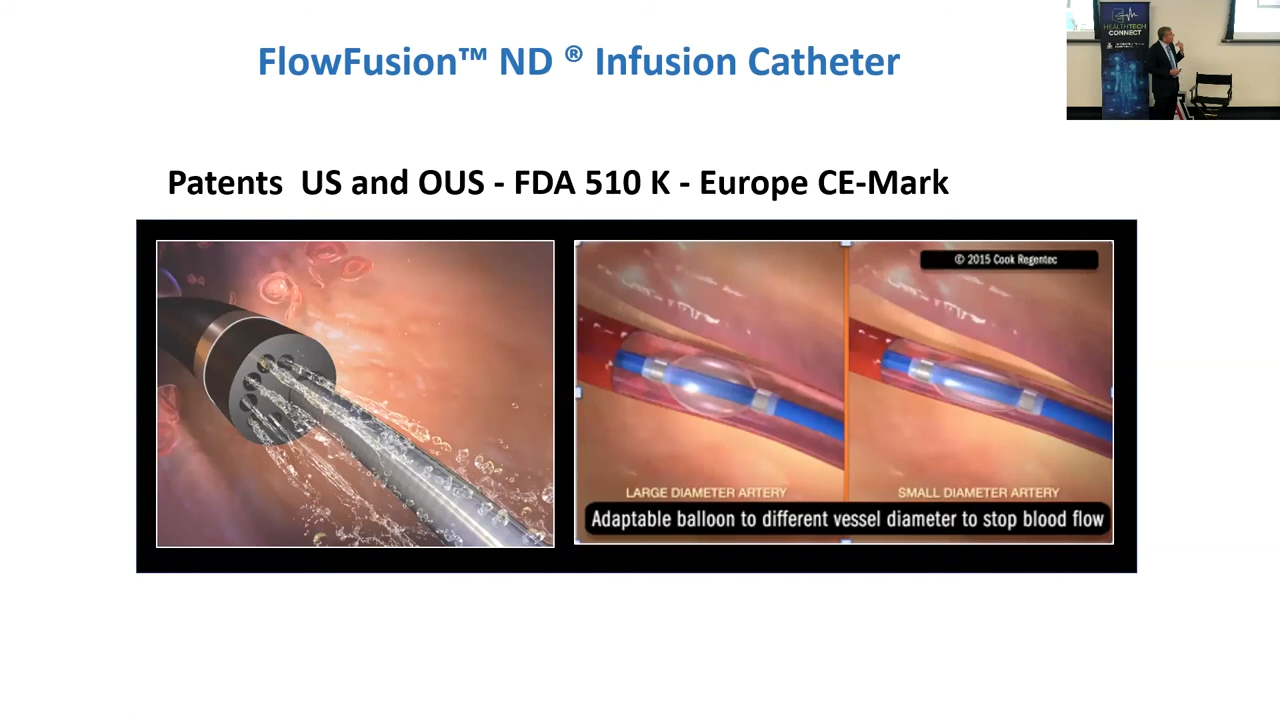 FlowFusion™ ND ® Infusion Catheter
HEALTHTECH
CONNECT
Patents US and OUS - FDA 510 K - Europe CE-Mark
© 2015 Cook Regentec
LARGE DIAMETER ARTERY
SMALL DIAMETER ARTERY
Adaptable balloon to different vessel diameter to stop blood flow